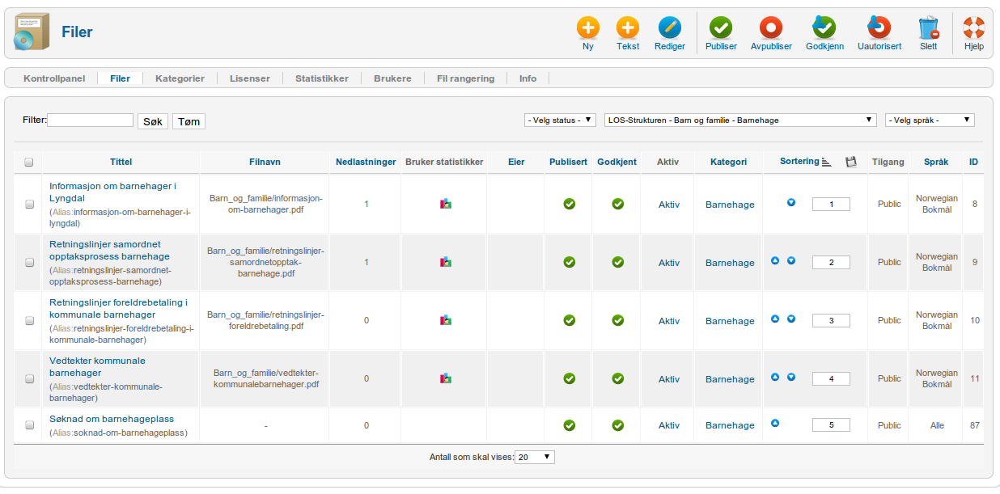 Filer
Ny
Tekst
Rediger
Publiser
Avpubliser
Godkjenn
Uautorisert
Slett
Hjelp
Kontrollpanel
Filer
Kategorier
Lisenser
Statistikker
Brukere
Fil rangering
Info
Filter:
Søk
Tøm
- Velg status -
LOS-Strukturen - Barn og familie - Barnehage
- Velg språk -
Tittel
Filnavn
Nedlastninger
Bruker statistikker
Eier
Publisert
Godkjent
Aktiv
Kategori
Sortering
Tilgang
Språk
ID
Informasjon om barnehager i
Lyngdal
(Alias:informasjon-om-barnehager-i-
lyngdal)
Barn_og_familie/informasjon-
om-barnehager.pdf
1
Aktiv
Barnehage
1
Public
Norwegian
Bokmål
8
Retningslinjer samordnet
opptaksprosess barnehage
(Alias:retningslinjer-samordnet-
opptaksprosess-barnehage)
Barn_og_familie/retningslinjer-
samordnetopptak-
barnehage.pdf
1
Aktiv
Barnehage
2
Public
Norwegian
Bokmål
9
Retningslinjer foreldrebetaling i
kommunale barnehager
(Alias:retningslinjer-foreldrebetaling-i-
kommunale-barnehager)
Barn_og_familie/retningslinjer-
foreldrebetaling.pdf
0
Aktiv
Barnehage
3
Public
Norwegian
Bokmål
10
Vedtekter kommunale
barnehager
(Alias:vedtekter-kommunale-
barnehager)
Barn_og_familie/vedtekter-
kommunalebarnehager.pdf
0
Aktiv
Barnehage
4
Public
Norwegian
Bokmål
11
Søknad om barnehageplass
(Alias:soknad-om-barnehageplass)
-
0
Aktiv
Barnehage
5
Public
Alle
87
Antall som skal vises: 20